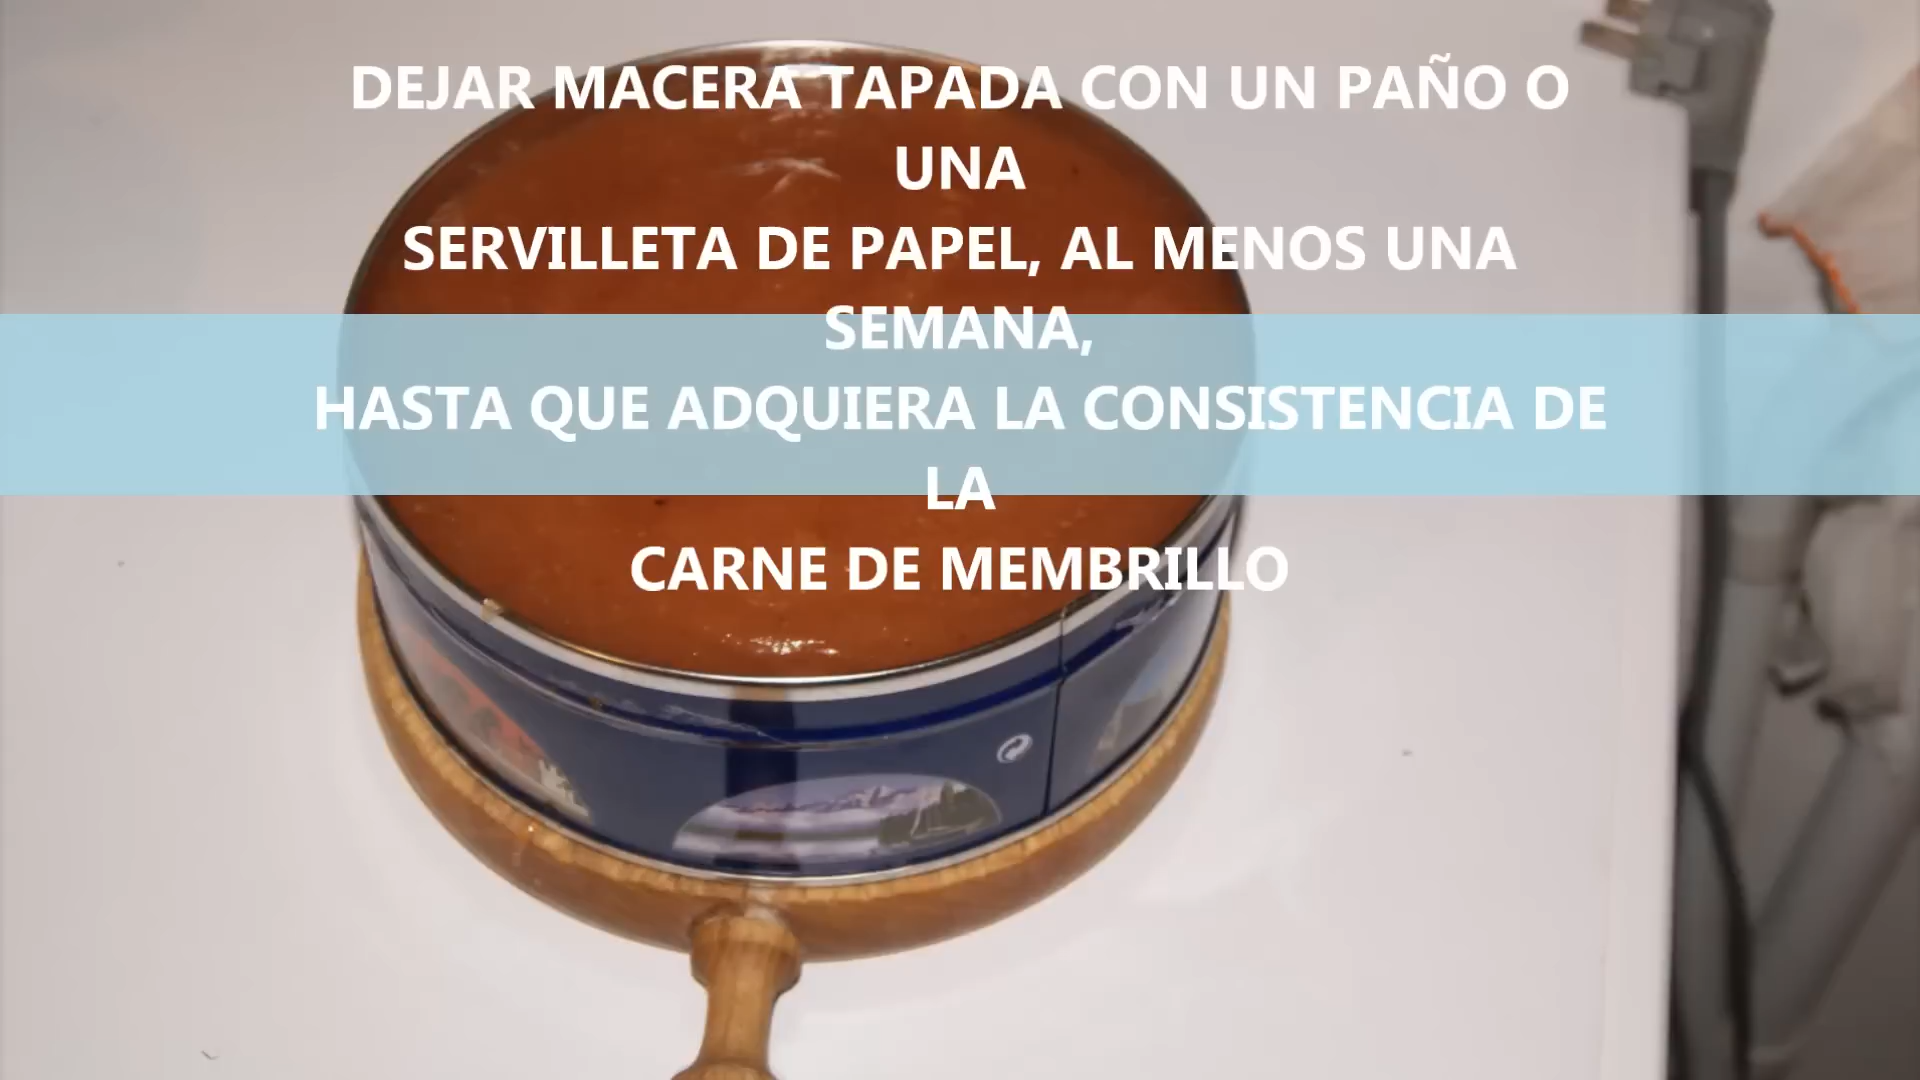 DEJAR MACERA TAPADA CON UN PAÑO O
UNA
SERVILLETA DE PAPEL, AL MENOS UNA
SEMANA,
HASTA QUE ADQUIERA LA CONSISTENCIA DE
LA
CARNE DE MEMBRILLO